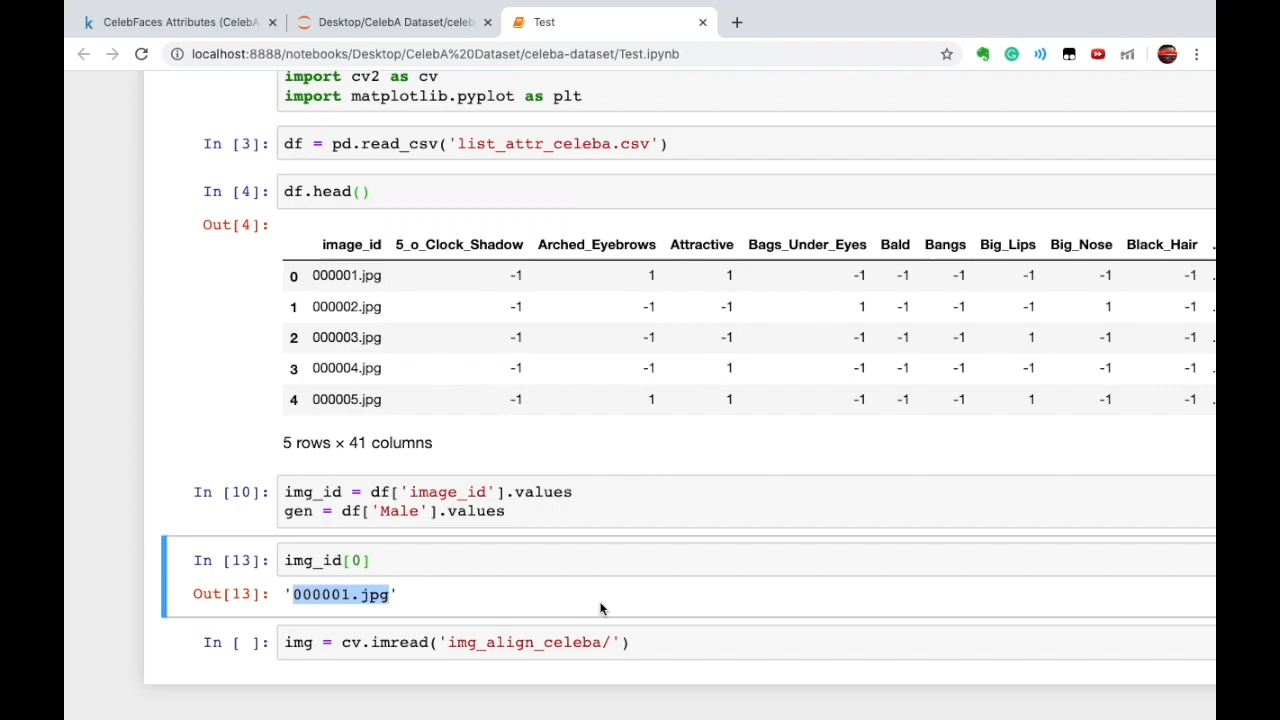 CelebFaces Attributes (CelebA
Desktop/CelebA Dataset/celeb
Test
localhost:8888/notebooks/Desktop/CelebA%20Dataset/celeba-dataset/Test.ipynb
import cv2 as cv
import matplotlib.pyplot as plt
In [3]: df = pd.read_csv('list_attr_celeba.csv')
In [4]: df.head()
Out[4]:
image_id 5_o_Clock_Shadow Arched_Eyebrows Attractive Bags_Under_Eyes Bald Bangs Big_Lips Big_Nose Black_Hair .
0 000001.jpg -1 1 1 -1 -1 -1 -1 -1 -1 .
1 000002.jpg -1 -1 -1 1 -1 -1 -1 1 -1 .
2 000003.jpg -1 -1 -1 -1 -1 -1 1 -1 -1 .
3 000004.jpg -1 -1 1 -1 -1 -1 -1 -1 -1 .
4 000005.jpg -1 1 1 -1 -1 -1 1 -1 -1 .
5 rows × 41 columns
In [10]: img_id = df['image_id'].values
gen = df['Male'].values
In [13]: img_id[0]
Out[13]: '000001.jpg'
In [ ]: img = cv.imread('img_align_celeba/')